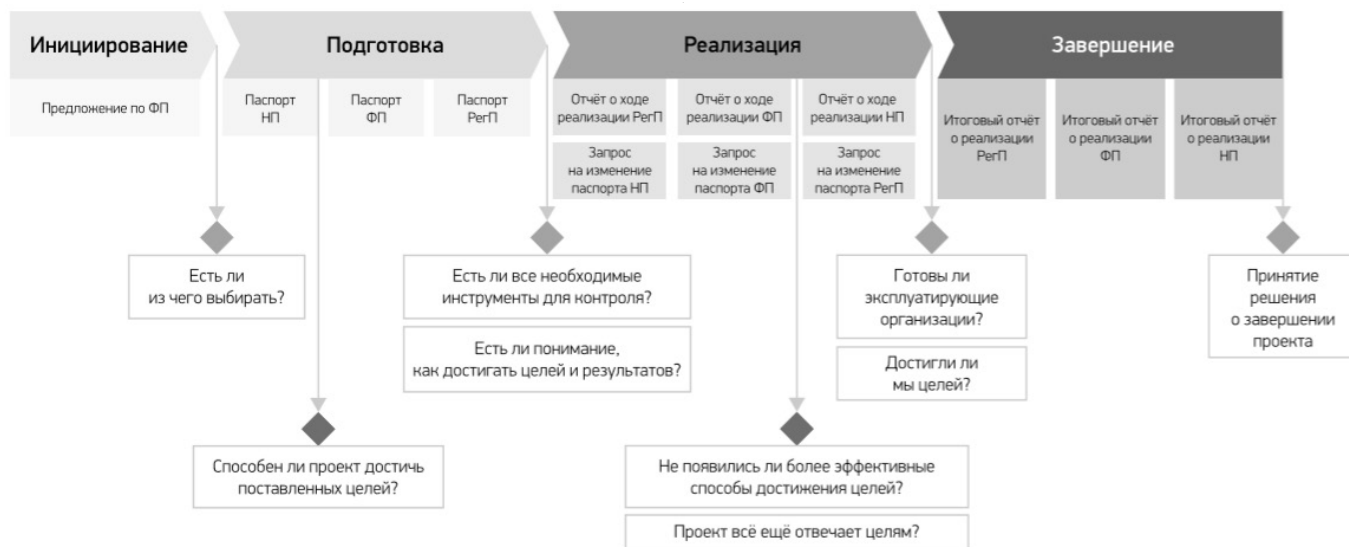 Инициирование
Подготовка
Реализация
Завершение
Предложение по ФП
Паспорт
НП
Паспорт
ФП
Паспорт
РегП
Отчёт о ходе
реализации РегП
Отчёт о ходе
реализации ФП
Отчёт о ходе
реализации НП
Запрос
на изменение
паспорта НП
Запрос
на изменение
паспорта ФП
Запрос
на изменение
паспорта РегП
Итоговый отчёт
о реализации
РегП
Итоговый отчёт
о реализации
ФП
Итоговый отчёт
о реализации
НП
Есть ли
из чего выбирать?
Есть ли все необходимые
инструменты для контроля?
Есть ли понимание,
как достигать целей и результатов?
Готовы ли
эксплуатирующие
организации?
Достигли ли
мы целей?
Принятие
решения
о завершении
проекта
Способен ли проект достичь
поставленных целей?
Не появились ли более эффективные
способы достижения целей?
Проект всё ещё отвечает целям?